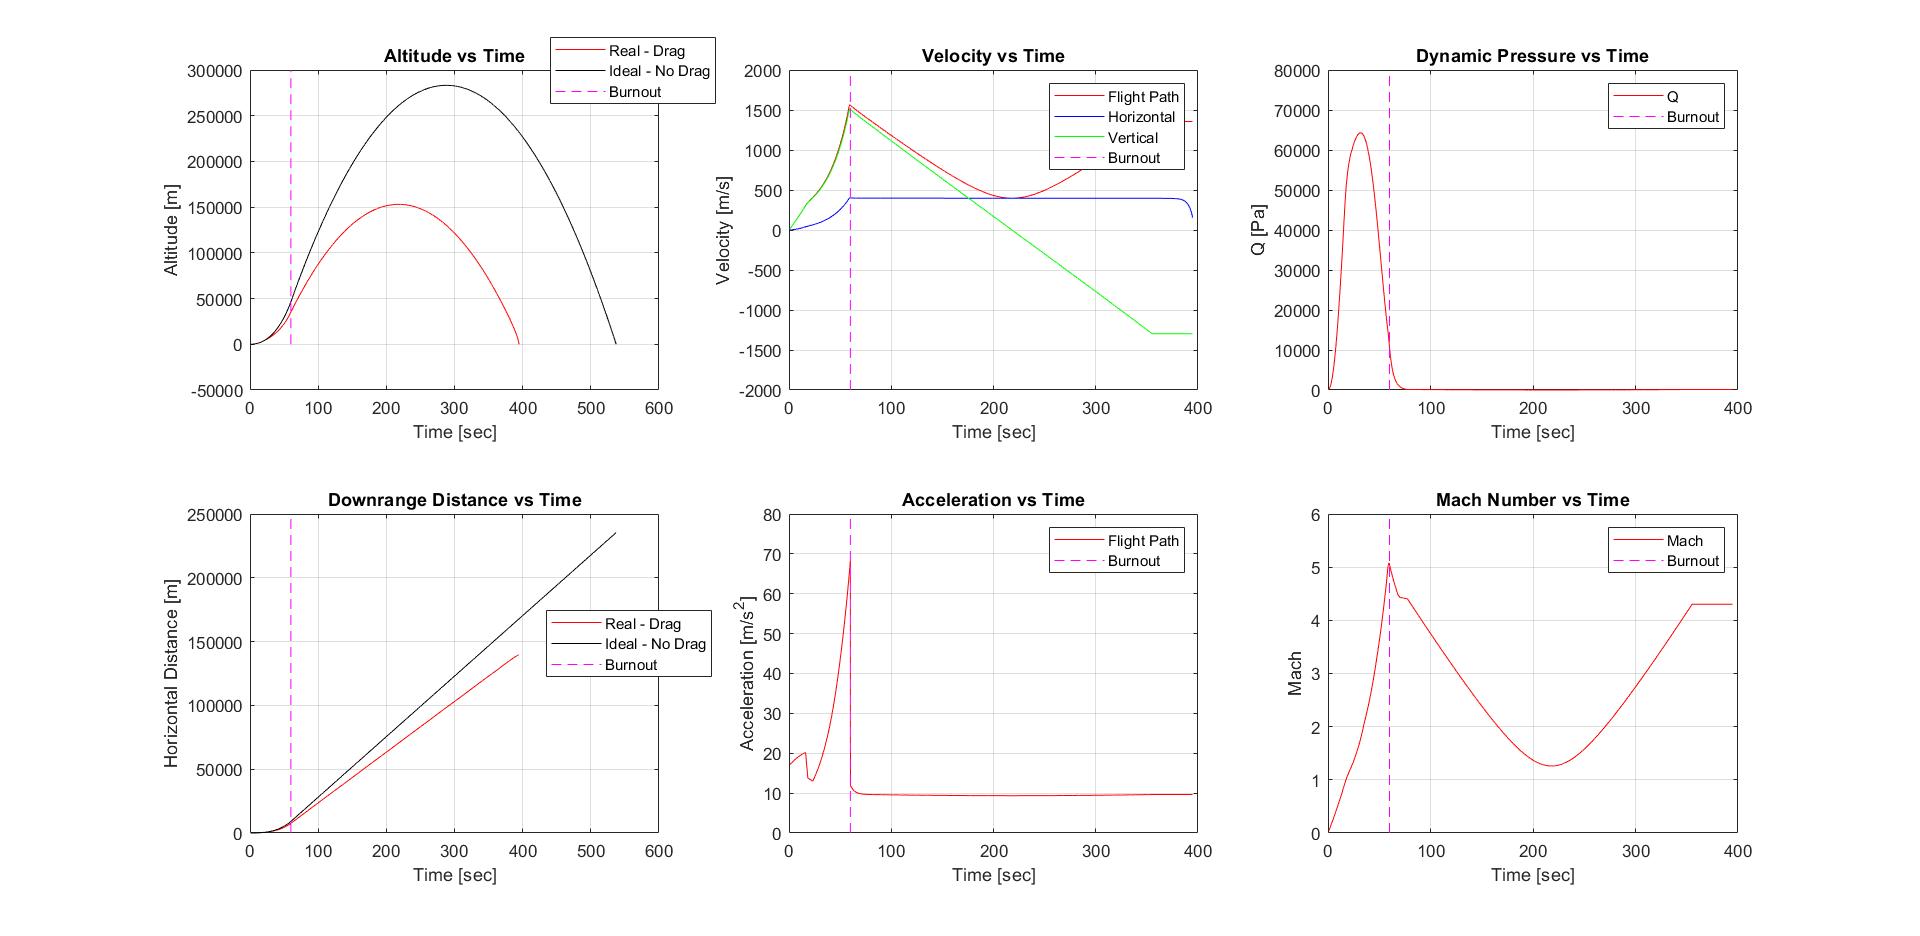 Altitude vs Time
Real - Drag
Ideal - No Drag
Burnout
300000
250000
200000
150000
100000
50000
0
-50000
Altitude [m]
0 100 200 300 400 500 600
Time [sec]
Velocity vs Time
Flight Path
Horizontal
Vertical
Burnout
2000
1500
1000
500
0
-500
-1000
-1500
-2000
Velocity [m/s]
0 100 200 300 400
Time [sec]
Dynamic Pressure vs Time
Q
Burnout
80000
70000
60000
50000
40000
30000
20000
10000
0
Q [Pa]
0 100 200 300 400
Time [sec]
Downrange Distance vs Time
Real - Drag
Ideal - No Drag
Burnout
250000
200000
150000
100000
50000
0
Horizontal Distance [m]
0 100 200 300 400 500 600
Time [sec]
Acceleration vs Time
Flight Path
Burnout
80
70
60
50
40
30
20
10
0
Acceleration [m/s²]
0 100 200 300 400
Time [sec]
Mach Number vs Time
Mach
Burnout
6
5
4
3
2
1
0
Mach
0 100 200 300 400
Time [sec]